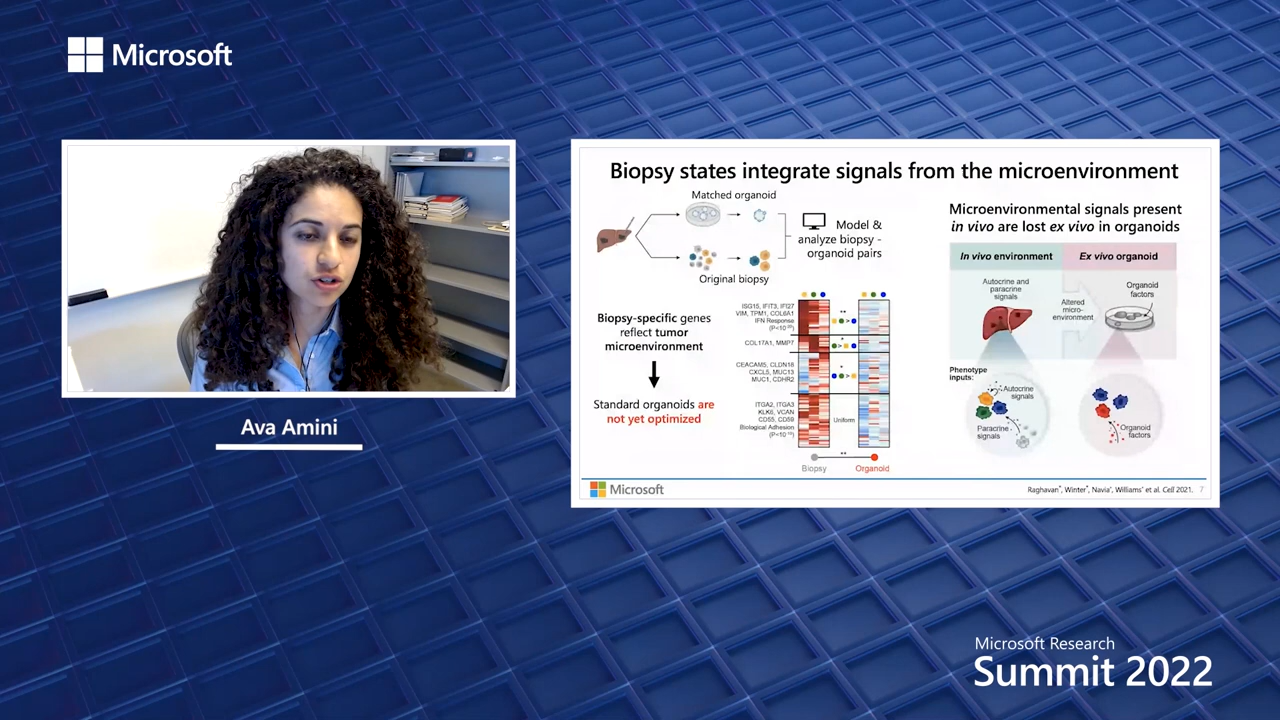 Microsoft
Ava Amini
Biopsy states integrate signals from the microenvironment
Matched organoid
Original biopsy
Model &
analyze biopsy -
organoid pairs
Biopsy-specific genes
reflect tumor
microenvironment
Standard organoids are
not yet optimized
ISG15, IFIT3, IFI27
VIM, TPM1, COL6A1
IFN Response
COL17A1, MMP7
CEACAM5, CLDN18
CXCL5, MUC13
MUC1, CDHR2
ITGA2, ITGA3
KLK6, VCAN
CD55, CD59
Biological Adhesion
**
>
*
>
*
>
Uniform
**
Biopsy
Organoid
Microenvironmental signals present
in vivo are lost ex vivo in organoids
In vivo environment
Ex vivo organoid
Autocrine and
paracrine
signals
Altered
micro-
environment
Organoid
factors
Phenotype
inputs:
Autocrine
signals
Paracrine
signals
Organoid
factors
Microsoft
Raghavan*, Winter*, Navia*, Williams* et al. Cell 2021. 7
Microsoft Research
Summit 2022